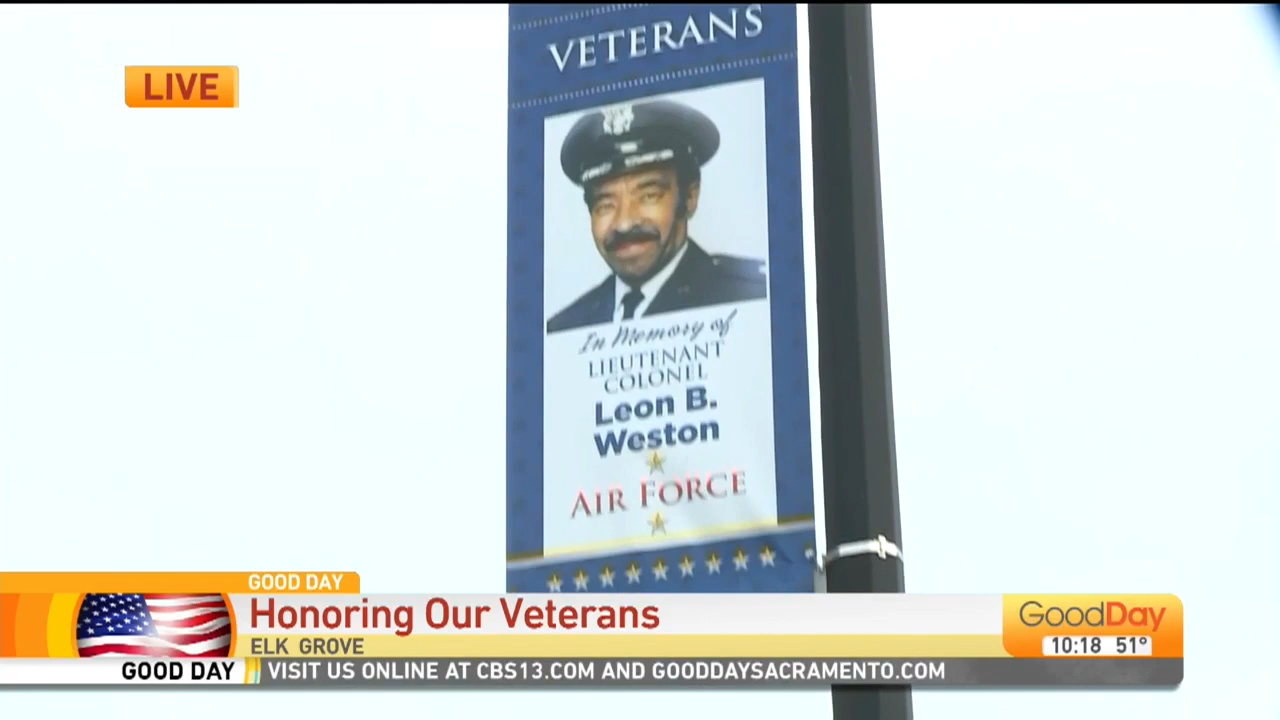 VETERANS
LIVE
In Memory of
LIEUTENANT
COLONEL
Leon B.
Weston
AIR FORCE
GOOD DAY
Honoring Our Veterans
ELK GROVE
GoodDay
10:18 51°
GOOD DAY VISIT US ONLINE AT CBS13.COM AND GOODDAYSACRAMENTO.COM